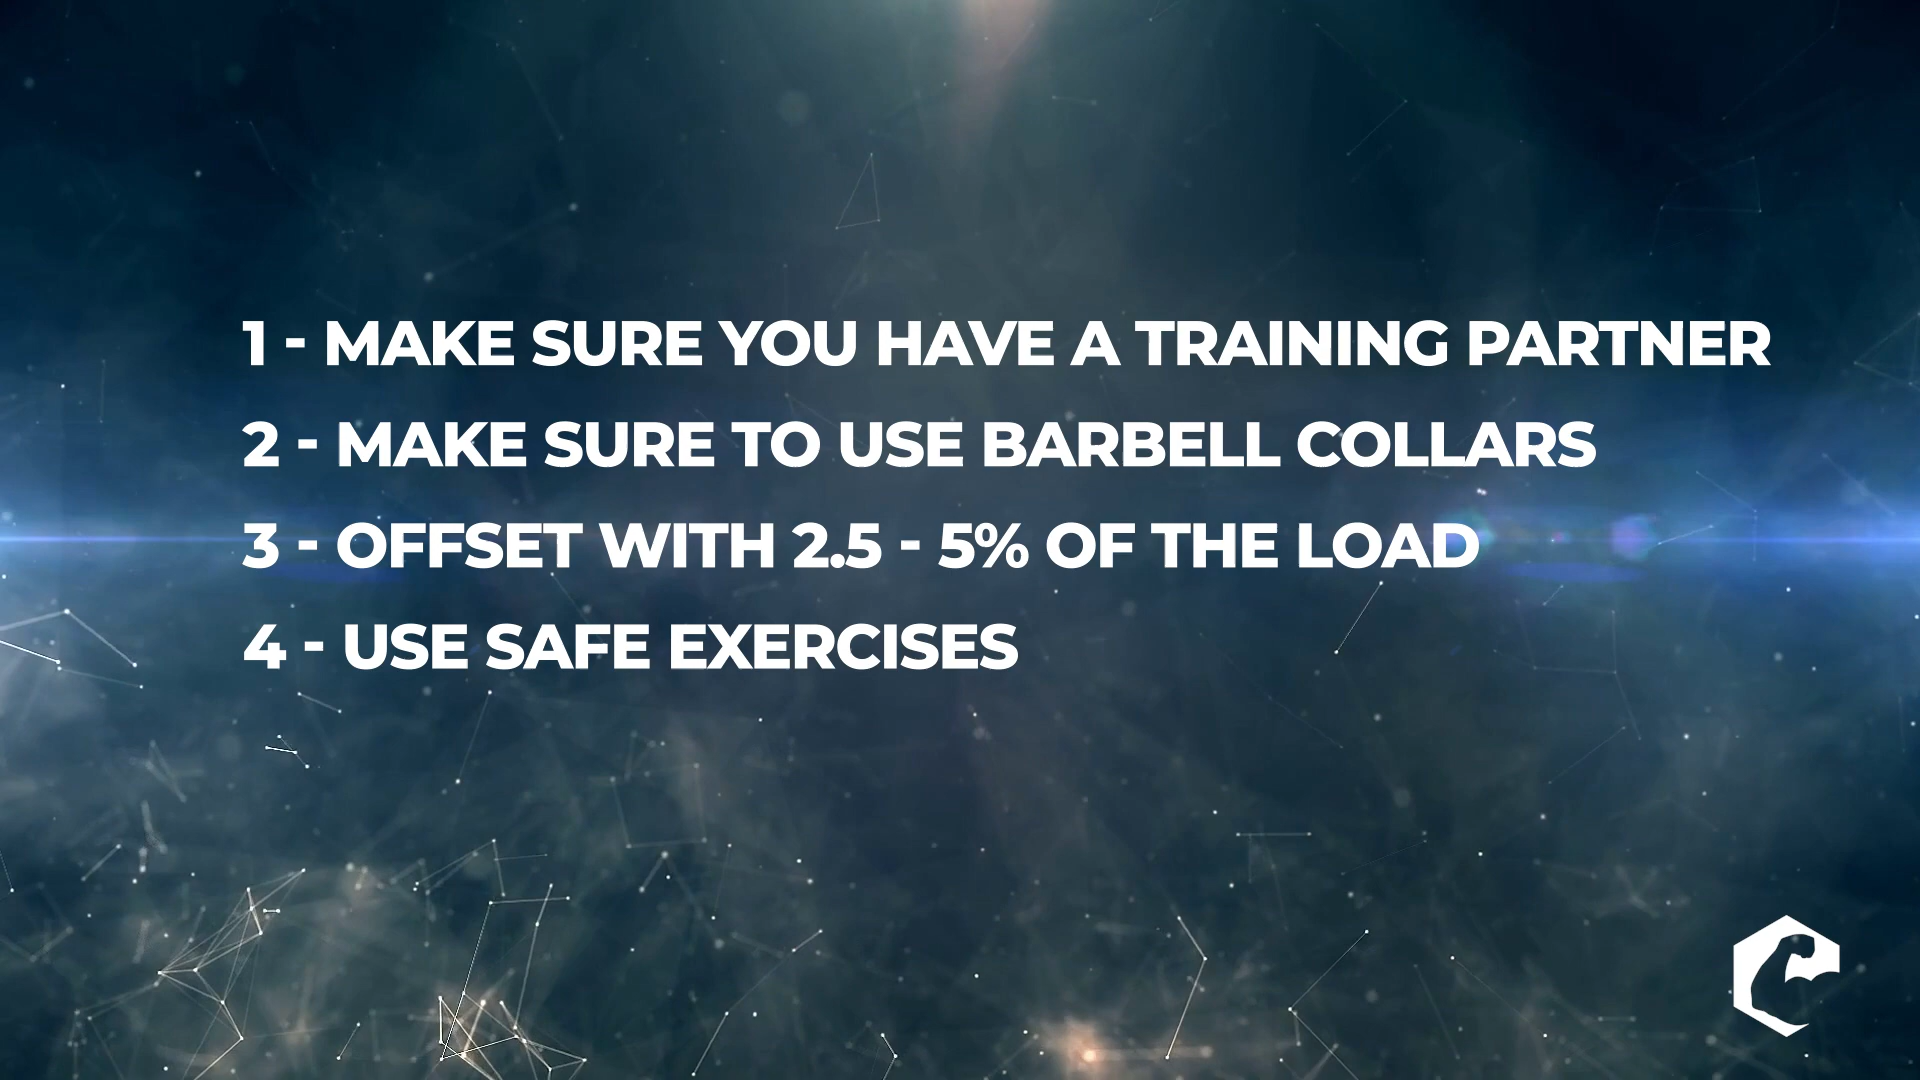 1 - MAKE SURE YOU HAVE A TRAINING PARTNER
2 - MAKE SURE TO USE BARBELL COLLARS
3 - OFFSET WITH 2.5 - 5% OF THE LOAD
4 - USE SAFE EXERCISES